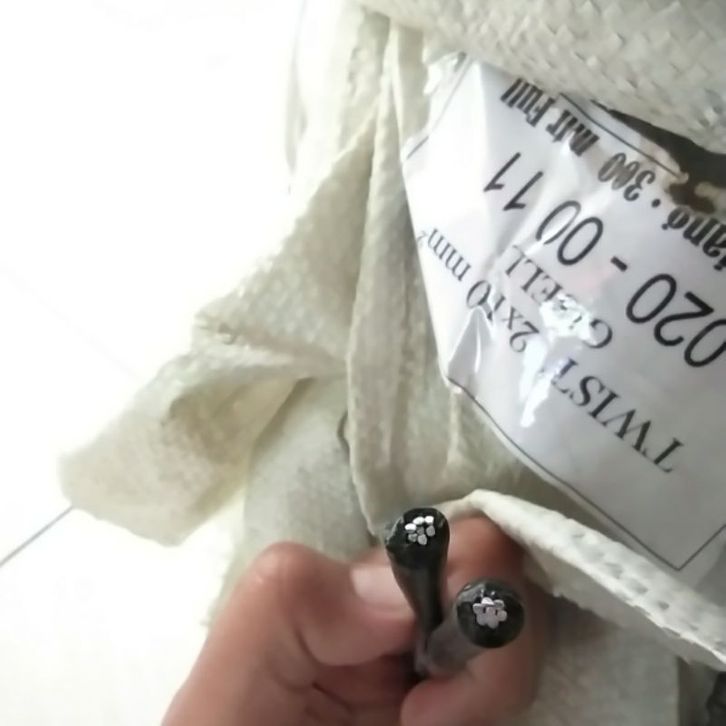 TWIST 2x10 mm²
020 - 00 11
300 mtr Full